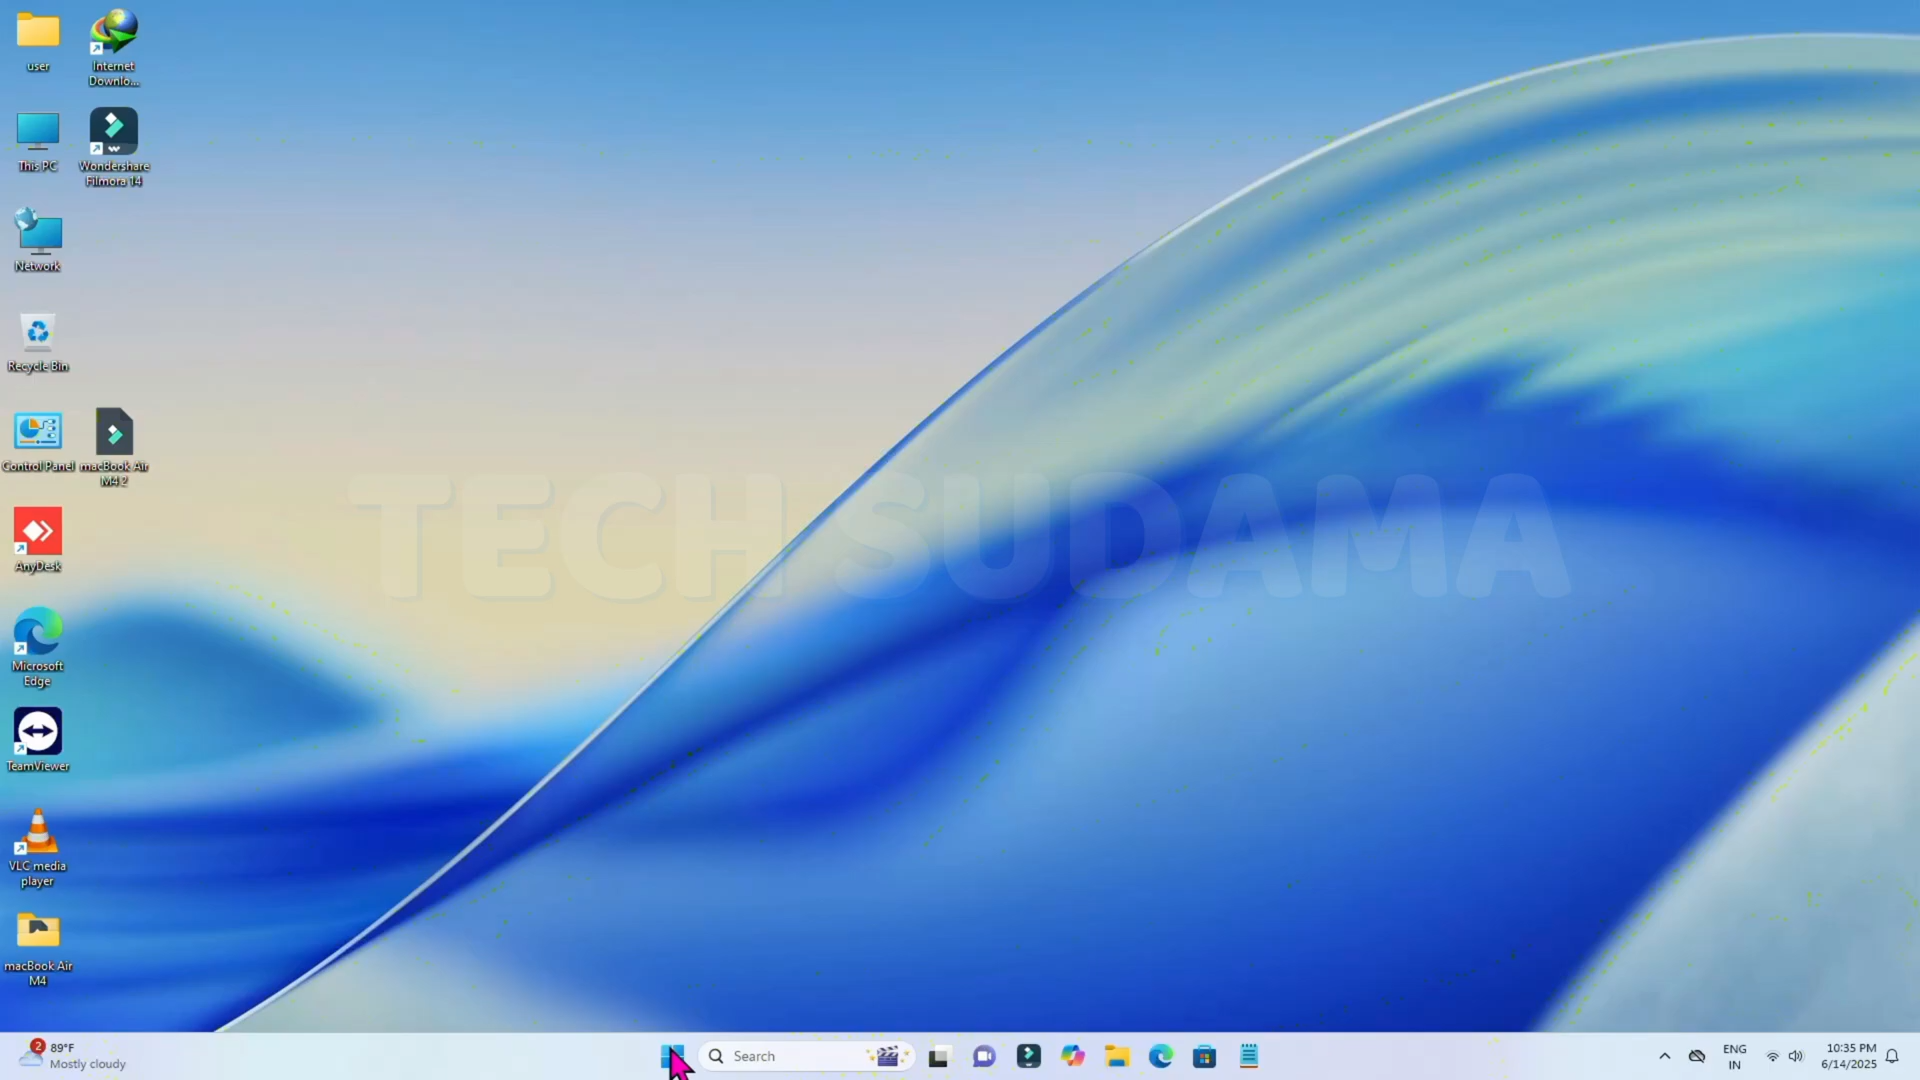 user
Internet
Downlo...
This PC
Wondershare
Filmora 14
Network
Recycle Bin
Control Panel
macBook Air
M4 2
TECH SUDAMA
AnyDesk
Microsoft
Edge
TeamViewer
VLC media
player
macBook Air
M4
2
89°F
Mostly cloudy
Search
ENG
IN
10:35 PM
6/14/2025